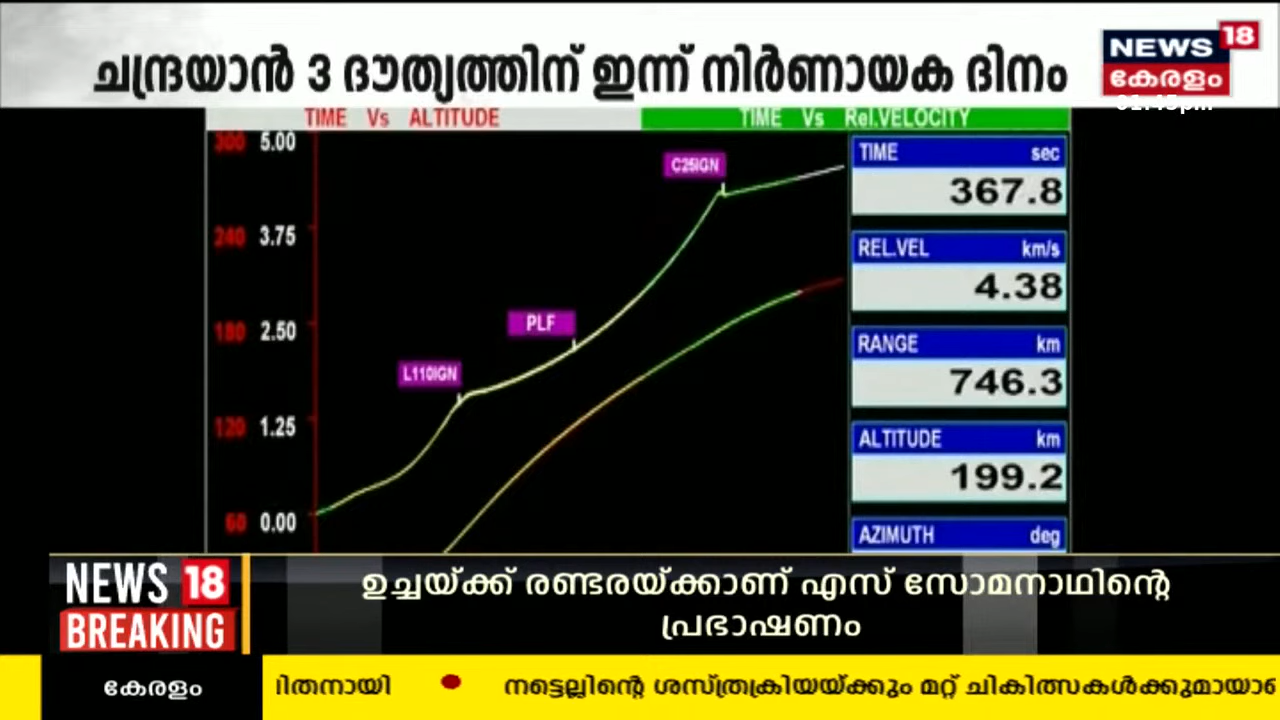 ചന്ദ്രയാൻ 3 ദൗത്യത്തിന് ഇന്ന് നിർണായക ദിനം
NEWS 18
കേരളം
01:45pm
TIME Vs ALTITUDE
TIME Vs Rel.VELOCITY
300 5.00
240 3.75
180 2.50
120 1.25
60 0.00
C25IGN
PLF
L110IGN
TIME sec
367.8
REL.VEL km/s
4.38
RANGE km
746.3
ALTITUDE km
199.2
AZIMUTH deg
NEWS 18
BREAKING
ഉച്ചയ്ക്ക് രണ്ടരയ്ക്കാണ് എസ് സോമനാഥിന്റെ
പ്രഭാഷണം
കേരളം
ിതനായി • നട്ടെല്ലിന്റെ ശസ്ത്രക്രിയയ്ക്കും മറ്റ് ചികിത്സകൾക്കുമായാണ്